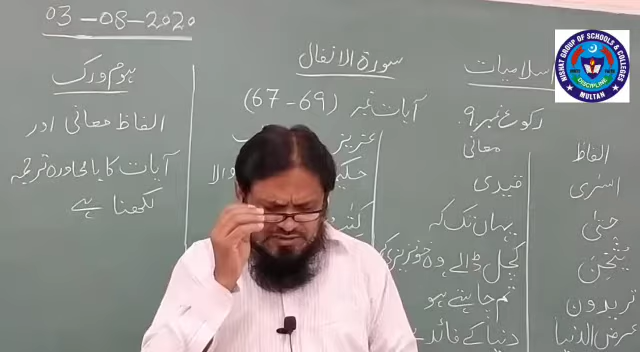 03-08-2020
سورۃ الانفال
اسلامیات
ہوم ورک
رکوع نمبر ۹.
آیات نمبر (69 - 67)
الفاظ
معانی
اسریٰ
قیدی
حتیٰ
یہاں تک کہ
یثخن
کچل ڈالے وہ خونریزی
تریدون
تم چاہتے ہو
عرض الدنیا
دنیا کے فائدے
عزیز
والا
الفاظ معانی اور
آیات کا بامحاورہ ترجمہ
لکھنا ہے
NISHAT GROUP OF SCHOOLS & COLLEGES
DISCIPLINE
MULTAN